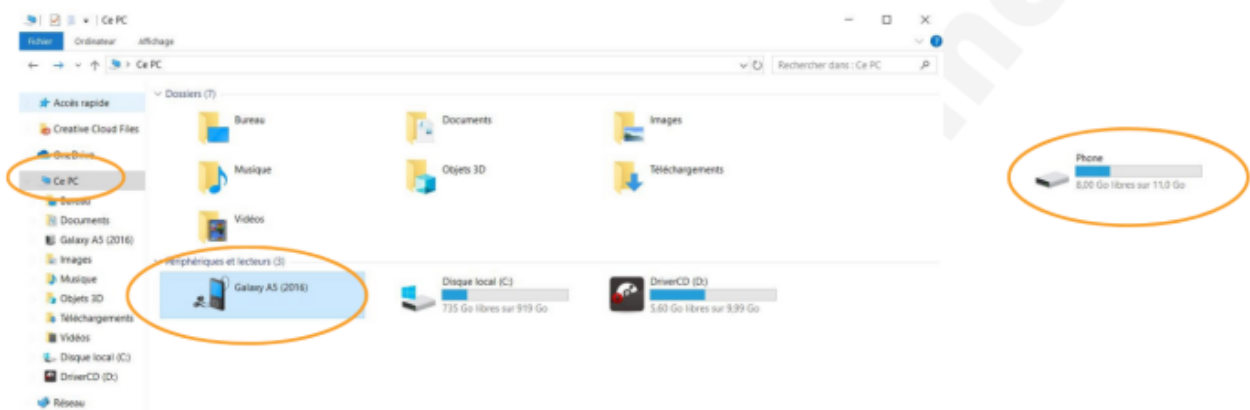 Ce PC
Fichier Ordinateur Affichage
Ce PC
Rechercher dans : Ce PC
Accès rapide
Creative Cloud Files
OneDrive
Ce PC
Bureau
Documents
Galaxy A5 (2016)
Images
Musique
Objets 3D
Téléchargements
Vidéos
Disque local (C:)
DriverCD (D:)
Réseau
Dossiers (7)
Bureau
Documents
Images
Musique
Objets 3D
Téléchargements
Vidéos
Périphériques et lecteurs (3)
Galaxy A5 (2016)
Disque local (C:)
735 Go libres sur 919 Go
DriverCD (D:)
5,60 Go libres sur 9,99 Go
Phone
8,00 Go libres sur 11,0 Go